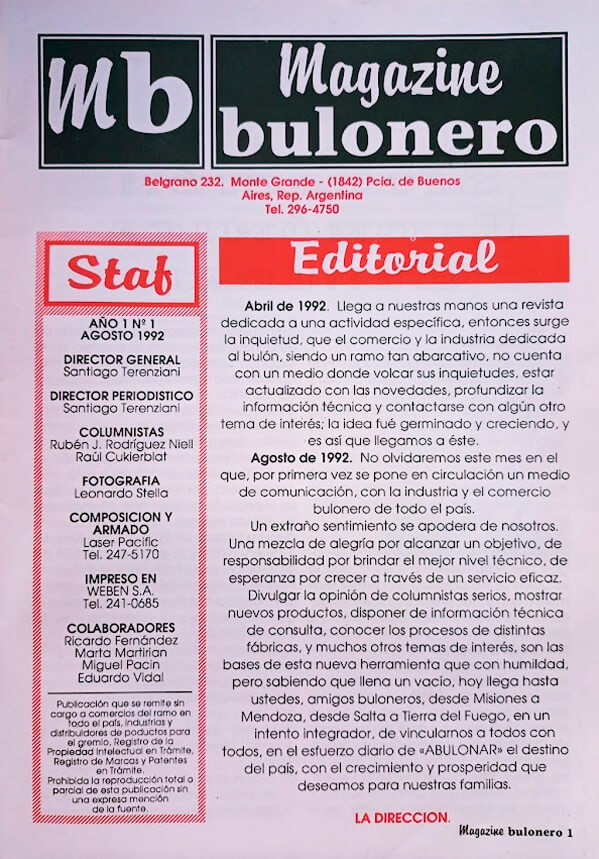 Mb
Magazine
bulonero
Belgrano 232. Monte Grande - (1842) Pcia. de Buenos
Aires, Rep. Argentina
Tel. 296-4750
Staf
AÑO 1 Nº 1
AGOSTO 1992
DIRECTOR GENERAL
Santiago Terenziani
DIRECTOR PERIODISTICO
Santiago Terenziani
COLUMNISTAS
Rubén J. Rodríguez Niell
Raúl Cukierblat
FOTOGRAFIA
Leonardo Stella
COMPOSICION Y
ARMADO
Laser Pacific
Tel. 247-5170
IMPRESO EN
WEBEN S.A.
Tel. 241-0685
COLABORADORES
Ricardo Fernández
Marta Martirian
Miguel Pacin
Eduardo Vidal
Publicación que se remite sin
cargo a comercios del ramo en
todo el país, industrias y
distribuidores de poductos para
el gremio, Registro de la
Propiedad Intelectual en Trámite.
Registro de Marcas y Patentes
en Trámite.
Prohibida la reproducción total o
parcial de esta publicación sin
una expresa mención
de la fuente.
Editorial
Abril de 1992. Llega a nuestras manos una revista
dedicada a una actividad específica, entonces surge
la inquietud, que el comercio y la industria dedicada
al bulón, siendo un ramo tan abarcativo, no cuenta
con un medio donde volcar sus inquietudes, estar
actualizado con las novedades, profundizar la
información técnica y contactarse con algún otro
tema de interés; la idea fué germinado y creciendo, y
es así que llegamos a éste.
Agosto de 1992. No olvidaremos este mes en el
que, por primera vez se pone en circulación un medio
de comunicación, con la industria y el comercio
bulonero de todo el país.
Un extraño sentimiento se apodera de nosotros.
Una mezcla de alegría por alcanzar un objetivo, de
responsabilidad por brindar el mejor nivel técnico, de
esperanza por crecer a través de un servicio eficaz.
Divulgar la opinión de columnistas serios, mostrar
nuevos productos, disponer de información técnica
de consulta, conocer los procesos de distintas
fábricas, y muchos otros temas de interés, son las
bases de esta nueva herramienta que con humildad,
pero sabiendo que llena un vacío, hoy llega hasta
ustedes, amigos buloneros, desde Misiones a
Mendoza, desde Salta a Tierra del Fuego, en un
intento integrador, de vincularnos a todos con
todos, en el esfuerzo diario de «ABULONAR» el destino
del país, con el crecimiento y prosperidad que
deseamos para nuestras familias.
LA DIRECCION.
Magazine bulonero 1